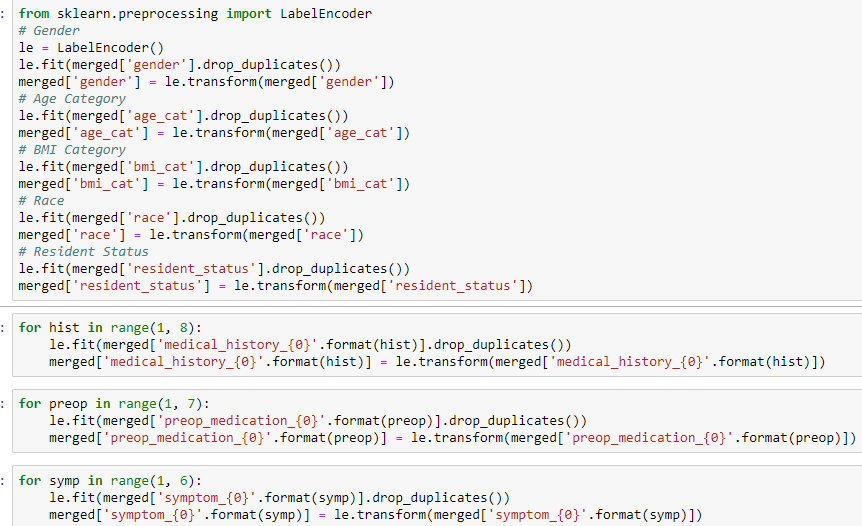 : from sklearn.preprocessing import LabelEncoder
# Gender
le = LabelEncoder()
le.fit(merged['gender'].drop_duplicates())
merged['gender'] = le.transform(merged['gender'])
# Age Category
le.fit(merged['age_cat'].drop_duplicates())
merged['age_cat'] = le.transform(merged['age_cat'])
# BMI Category
le.fit(merged['bmi_cat'].drop_duplicates())
merged['bmi_cat'] = le.transform(merged['bmi_cat'])
# Race
le.fit(merged['race'].drop_duplicates())
merged['race'] = le.transform(merged['race'])
# Resident Status
le.fit(merged['resident_status'].drop_duplicates())
merged['resident_status'] = le.transform(merged['resident_status'])
: for hist in range(1, 8):
    le.fit(merged['medical_history_{0}'.format(hist)].drop_duplicates())
    merged['medical_history_{0}'.format(hist)] = le.transform(merged['medical_history_{0}'.format(hist)])
: for preop in range(1, 7):
    le.fit(merged['preop_medication_{0}'.format(preop)].drop_duplicates())
    merged['preop_medication_{0}'.format(preop)] = le.transform(merged['preop_medication_{0}'.format(preop)])
: for symp in range(1, 6):
    le.fit(merged['symptom_{0}'.format(symp)].drop_duplicates())
    merged['symptom_{0}'.format(symp)] = le.transform(merged['symptom_{0}'.format(symp)])